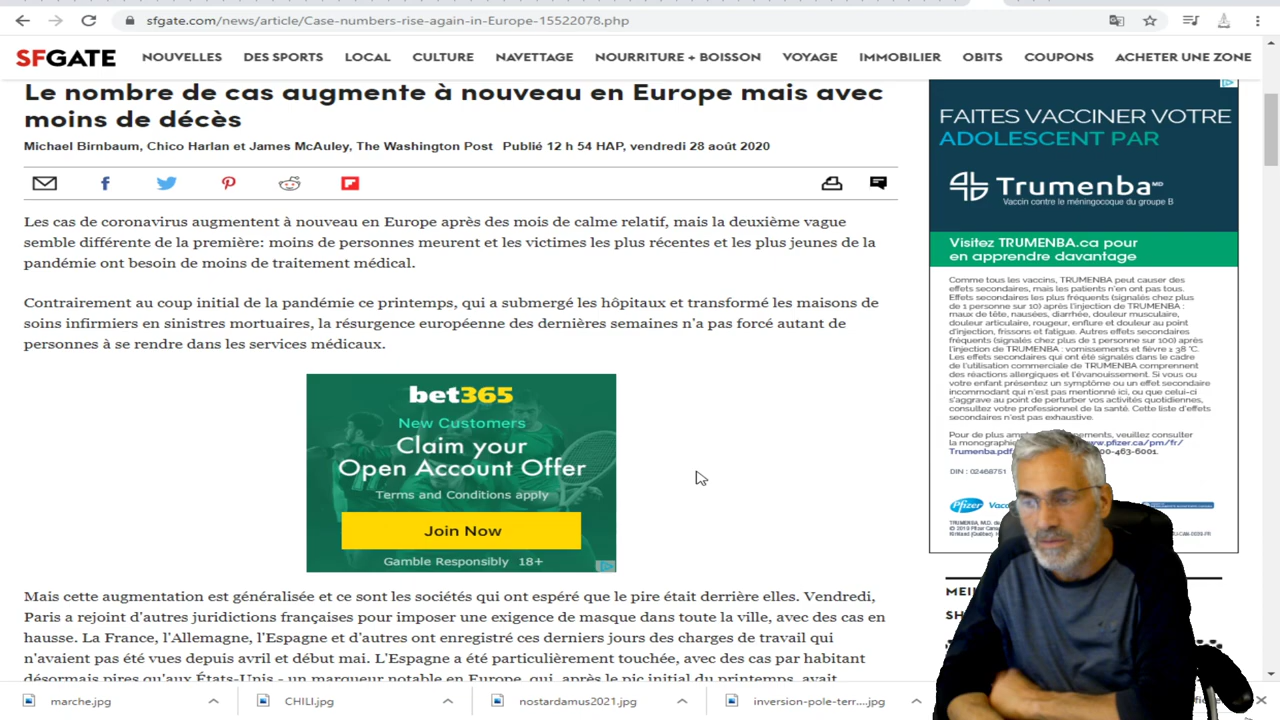 sfgate.com/news/article/Case-numbers-rise-again-in-Europe-15522078.php
SFGATE NOUVELLES DES SPORTS LOCAL CULTURE NAVETTAGE NOURRITURE + BOISSON VOYAGE IMMOBILIER OBITS COUPONS ACHETER UNE ZONE
Le nombre de cas augmente à nouveau en Europe mais avec
moins de décès
Michael Birnbaum, Chico Harlan et James McAuley, The Washington Post Publié 12 h 54 HAP, vendredi 28 août 2020
Les cas de coronavirus augmentent à nouveau en Europe après des mois de calme relatif, mais la deuxième vague
semble différente de la première: moins de personnes meurent et les victimes les plus récentes et les plus jeunes de la
pandémie ont besoin de moins de traitement médical.
Contrairement au coup initial de la pandémie ce printemps, qui a submergé les hôpitaux et transformé les maisons de
soins infirmiers en sinistres mortuaires, la résurgence européenne des dernières semaines n'a pas forcé autant de
personnes à se rendre dans les services médicaux.
bet365
New Customers
Claim your
Open Account Offer
Terms and Conditions apply
Join Now
Gamble Responsibly 18+
Mais cette augmentation est généralisée et ce sont les sociétés qui ont espéré que le pire était derrière elles. Vendredi,
Paris a rejoint d'autres juridictions françaises pour imposer une exigence de masque dans toute la ville, avec des cas en
hausse. La France, l'Allemagne, l'Espagne et d'autres ont enregistré ces derniers jours des charges de travail qui
n'avaient pas été vues depuis avril et début mai. L'Espagne a été particulièrement touchée, avec des cas par habitant
désormais pires qu'aux États-Unis - un marqueur notable en Europe, qui, après le pic initial du printemps, avait
FAITES VACCINER VOTRE
ADOLESCENT PAR
Trumenba MD
Vaccin contre le méningocoque du groupe B
Visitez TRUMENBA.ca pour
en apprendre davantage
Comme tous les vaccins, TRUMENBA peut causer des
effets secondaires, mais les patients n'en ont pas tous.
Effets secondaires les plus fréquents (signalés chez plus
de 1 personne sur 10) après l'injection de TRUMENBA :
maux de tête, nausées, diarrhée, douleur musculaire,
douleur articulaire, rougeur, enflure et douleur au point
d'injection, frissons et fatigue. Autres effets secondaires
fréquents (signalés chez plus de 1 personne sur 100) après
l'injection de TRUMENBA : vomissements et fièvre ≥ 38 °C.
Les effets secondaires qui ont été signalés dans le cadre
de l'utilisation commerciale de TRUMENBA comprennent
des réactions allergiques et l'évanouissement. Si vous ou
votre enfant présentez un symptôme ou un effet secondaire
incommodant qui n'est pas mentionné ici, ou que celui-ci
s'aggrave au point de perturber vos activités quotidiennes,
consultez votre professionnel de la santé. Cette liste d'effets
secondaires n'est pas exhaustive.
Pour de plus veuillez consulter
la monographie .pfizer.ca/pm/fr/
Trumenba.pdf 00-463-6001.
DIN : 02468751
Pfizer
MEI
SH
marche.jpg CHILI.jpg nostardamus2021.jpg inversion-pole-terr....jpg